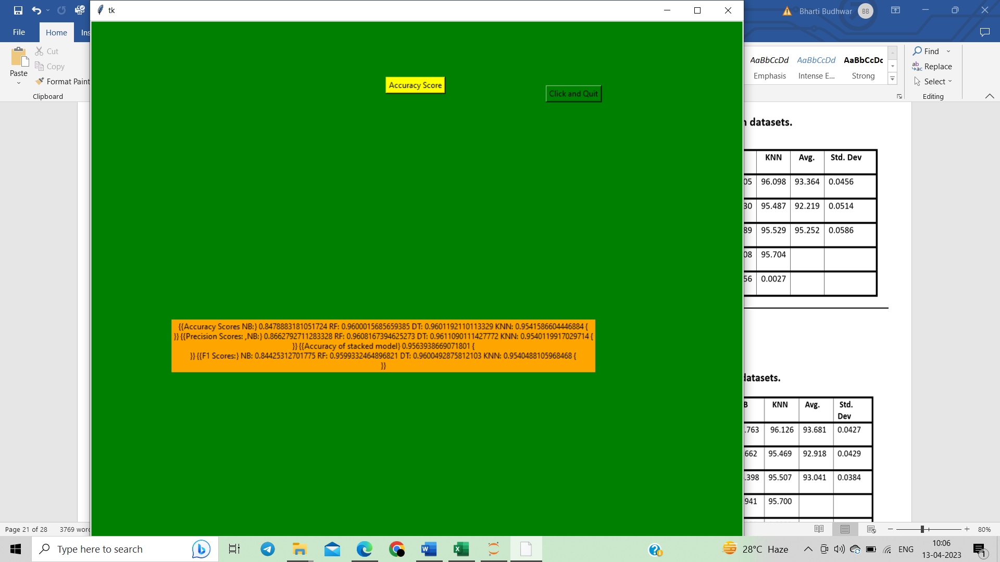 tk
Bharti Budhwar BB
File
Home
Ins
Cut
Copy
Paste
Format Paint
Clipboard
AaBbCcDd AaBbCcDd AaBbCcDc
Emphasis Intense E... Strong
Find
Replace
Select
Editing
Accuracy Score
Click and Quit
{{Accuracy Scores NB:} 0.8478883181051724 RF: 0.9600015685659385 DT: 0.9601192110113329 KNN: 0.9541586604446884 {
}} {{Precision Scores: ,NB:} 0.8662792711283328 RF: 0.9608167394625273 DT: 0.9611090111427772 KNN: 0.9540119917029714 {
}} {{Accuracy of stacked model} 0.9563938669071801 {
}} {{F1 Scores:} NB: 0.84425312701775 RF: 0.9599332464896821 DT: 0.9600492875812103 KNN: 0.9540488105968468 {
}}
datasets.
KNN Avg. Std. Dev
05 96.098 93.364 0.0456
30 95.487 92.219 0.0514
89 95.529 95.252 0.0586
08 95.704
56 0.0027
datasets.
B KNN Avg. Std.
Dev
.763 96.126 93.681 0.0427
662 95.469 92.918 0.0429
.398 95.507 93.041 0.0384
941 95.700
Page 21 of 28 3769 word
80%
Type here to search
28°C Haze
ENG
10:06
13-04-2023
1